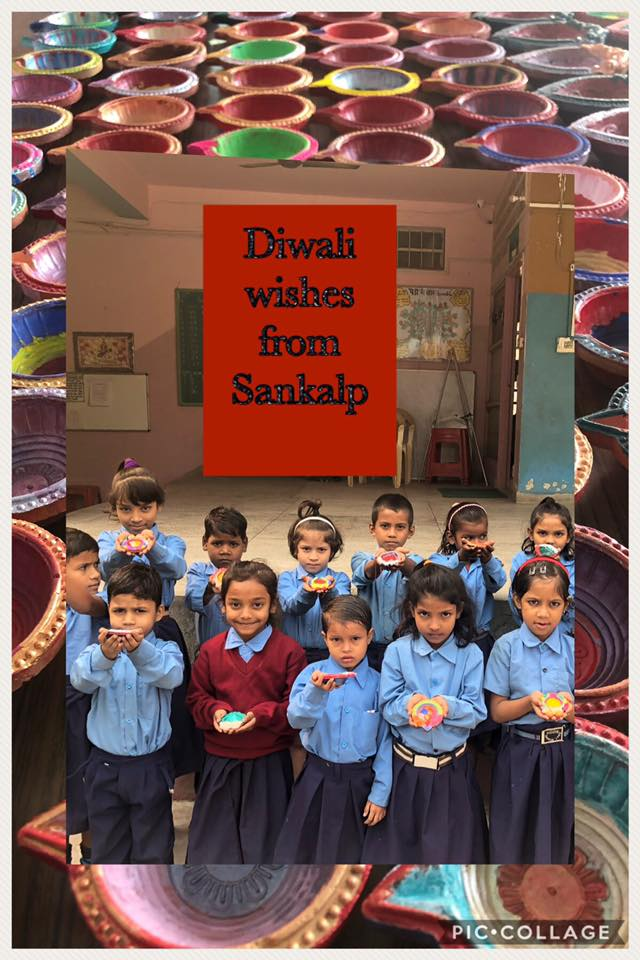 Diwali
wishes
from
Sankalp
PIC•COLLAGE